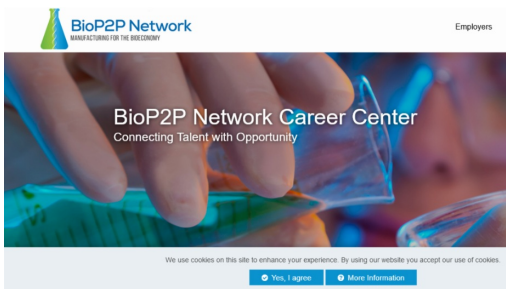 BioP2P Network
MANUFACTURING FOR THE BIOECONOMY
Employers
BioP2P Network Career Center
Connecting Talent with Opportunity
We use cookies on this site to enhance your experience. By using our website you accept our use of cookies.
Yes, I agree
More Information